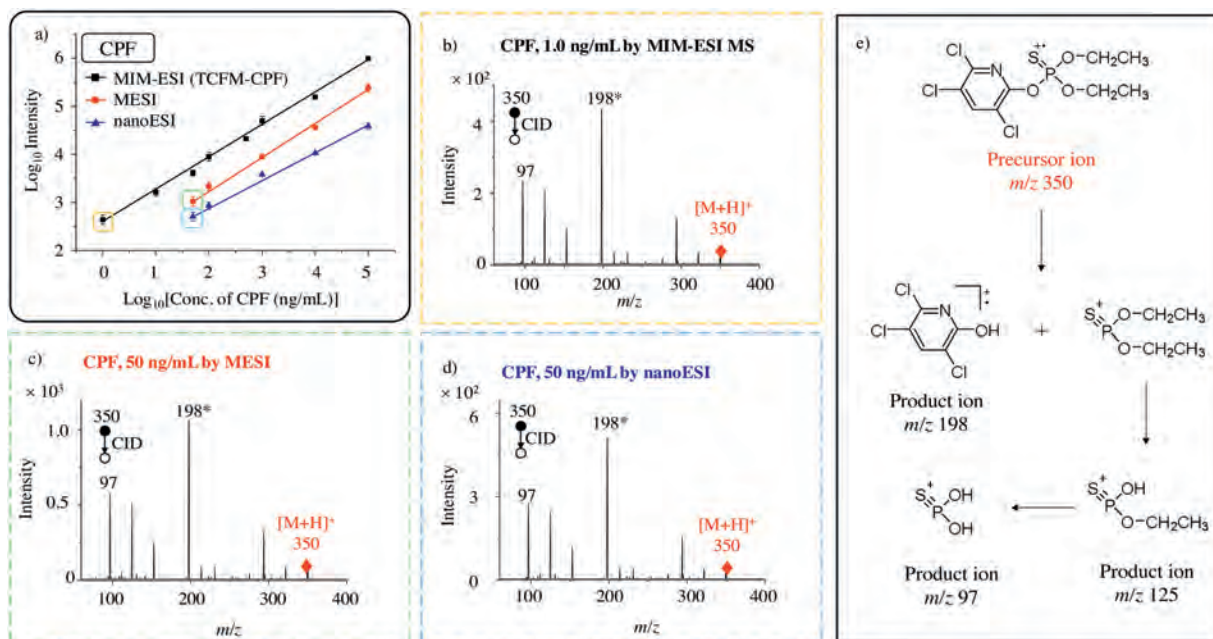 a)
CPF
MIM-ESI (TCFM-CPF)
MESI
nanoESI
Log₁₀ Intensity
6
5
4
3
2
0 1 2 3 4 5
Log₁₀[Conc. of CPF (ng/mL)]
b) CPF, 1.0 ng/mL by MIM-ESI MS
× 10²
350
CID
97
198*
[M+H]⁺
350
Intensity
4
2
0
100 200 300 400
m/z
c) CPF, 50 ng/mL by MESI
× 10³
350
CID
97
198*
[M+H]⁺
350
Intensity
1.0
0.5
0
100 200 300 400
m/z
d) CPF, 50 ng/mL by nanoESI
× 10²
350
CID
97
198*
[M+H]⁺
350
Intensity
6
3
0
100 200 300 400
m/z
e)
Cl
Cl
Cl
N
O
S
+·
P
O—CH₂CH₃
O—CH₂CH₃
Precursor ion
m/z 350
Cl
Cl
Cl
N
OH
+·
Product ion
m/z 198
+
S
+
P
O—CH₂CH₃
O—CH₂CH₃
S
+
P
OH
O—CH₂CH₃
Product ion
m/z 125
S
+
P
OH
OH
Product ion
m/z 97